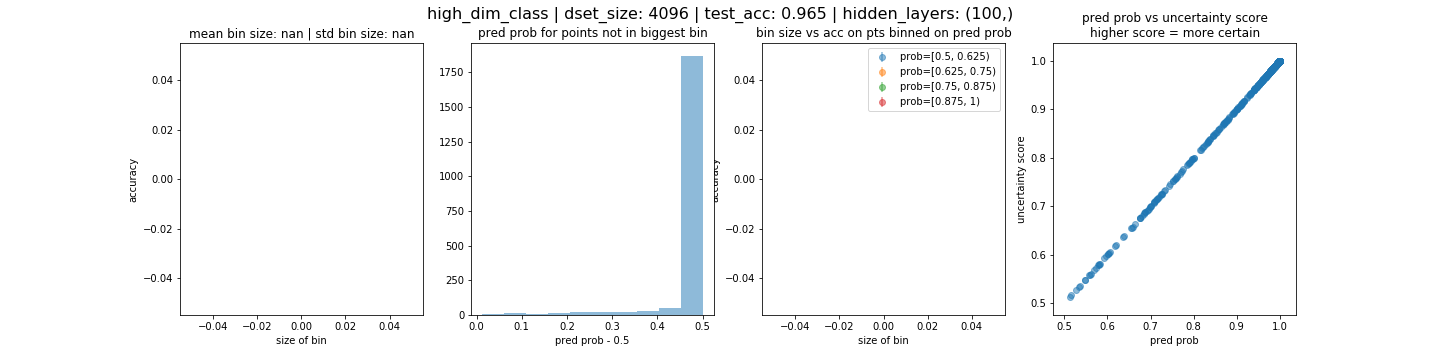 high_dim_class | dset_size: 4096 | test_acc: 0.965 | hidden_layers: (100,)
mean bin size: nan | std bin size: nan
accuracy
0.04
0.02
0.00
−0.02
−0.04
−0.04
−0.02
0.00
0.02
0.04
size of bin
pred prob for points not in biggest bin
1750
1500
1250
1000
750
500
250
0
0.0
0.1
0.2
0.3
0.4
0.5
pred prob - 0.5
bin size vs acc on pts binned on pred prob
prob=[0.5, 0.625)
prob=[0.625, 0.75)
prob=[0.75, 0.875)
prob=[0.875, 1)
accuracy
0.04
0.02
0.00
−0.02
−0.04
−0.04
−0.02
0.00
0.02
0.04
size of bin
pred prob vs uncertainty score
higher score = more certain
uncertainty score
1.0
0.9
0.8
0.7
0.6
0.5
0.5
0.6
0.7
0.8
0.9
1.0
pred prob